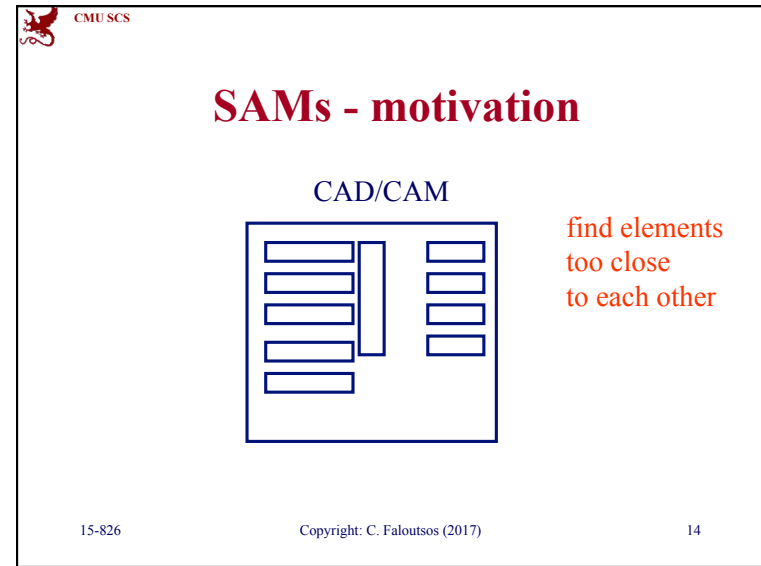 CMU SCS
SAMs - motivation
CAD/CAM
find elements
too close
to each other
15-826
Copyright: C. Faloutsos (2017)
14